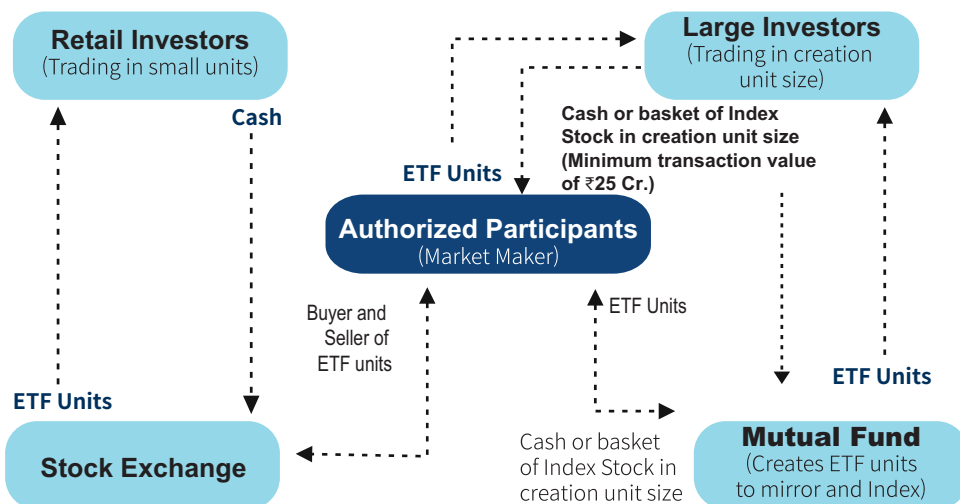 Retail Investors
(Trading in small units)
Large Investors
(Trading in creation
unit size)
Cash
Cash or basket of Index
Stock in creation unit size
(Minimum transaction value
of ₹25 Cr.)
ETF Units
Authorized Participants
(Market Maker)
Buyer and
Seller of
ETF units
ETF Units
ETF Units
ETF Units
Stock Exchange
Cash or basket
of Index Stock in
creation unit size
Mutual Fund
(Creates ETF units
to mirror and Index)